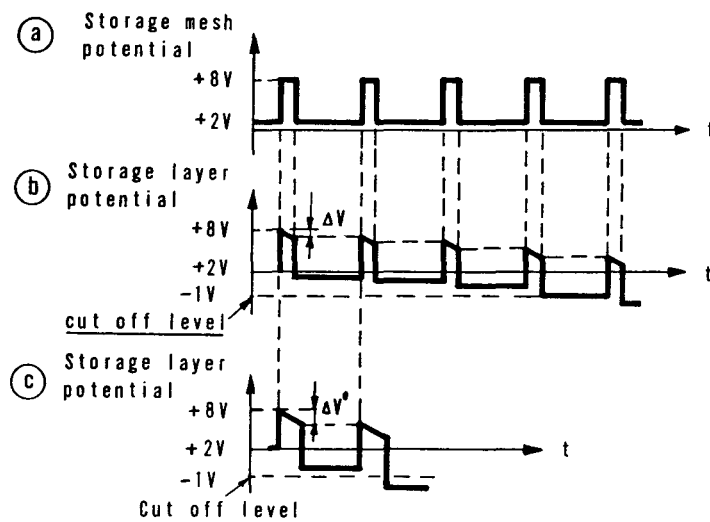 a
Storage mesh
potential
+8V
+2V
t
b
Storage layer
potential
+8V
ΔV
+2V
t
-1V
cut off level
c
Storage layer
potential
+8V
ΔV'
+2V
t
-1V
Cut off level